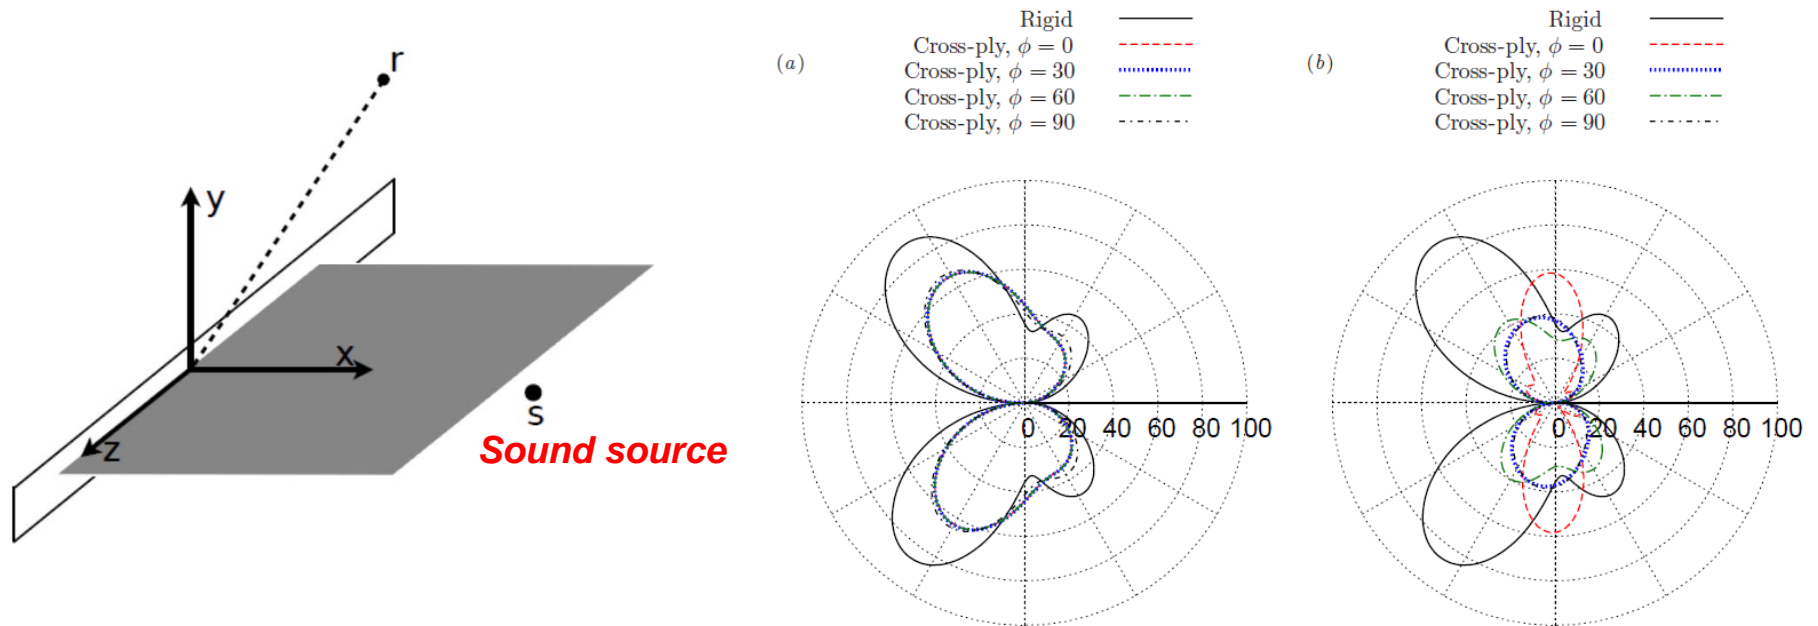 r
y
x
z
s
Sound source
(a)
Rigid
Cross-ply, ϕ = 0
Cross-ply, ϕ = 30
Cross-ply, ϕ = 60
Cross-ply, ϕ = 90
0 20 40 60 80 100
(b)
Rigid
Cross-ply, ϕ = 0
Cross-ply, ϕ = 30
Cross-ply, ϕ = 60
Cross-ply, ϕ = 90
0 20 40 60 80 100